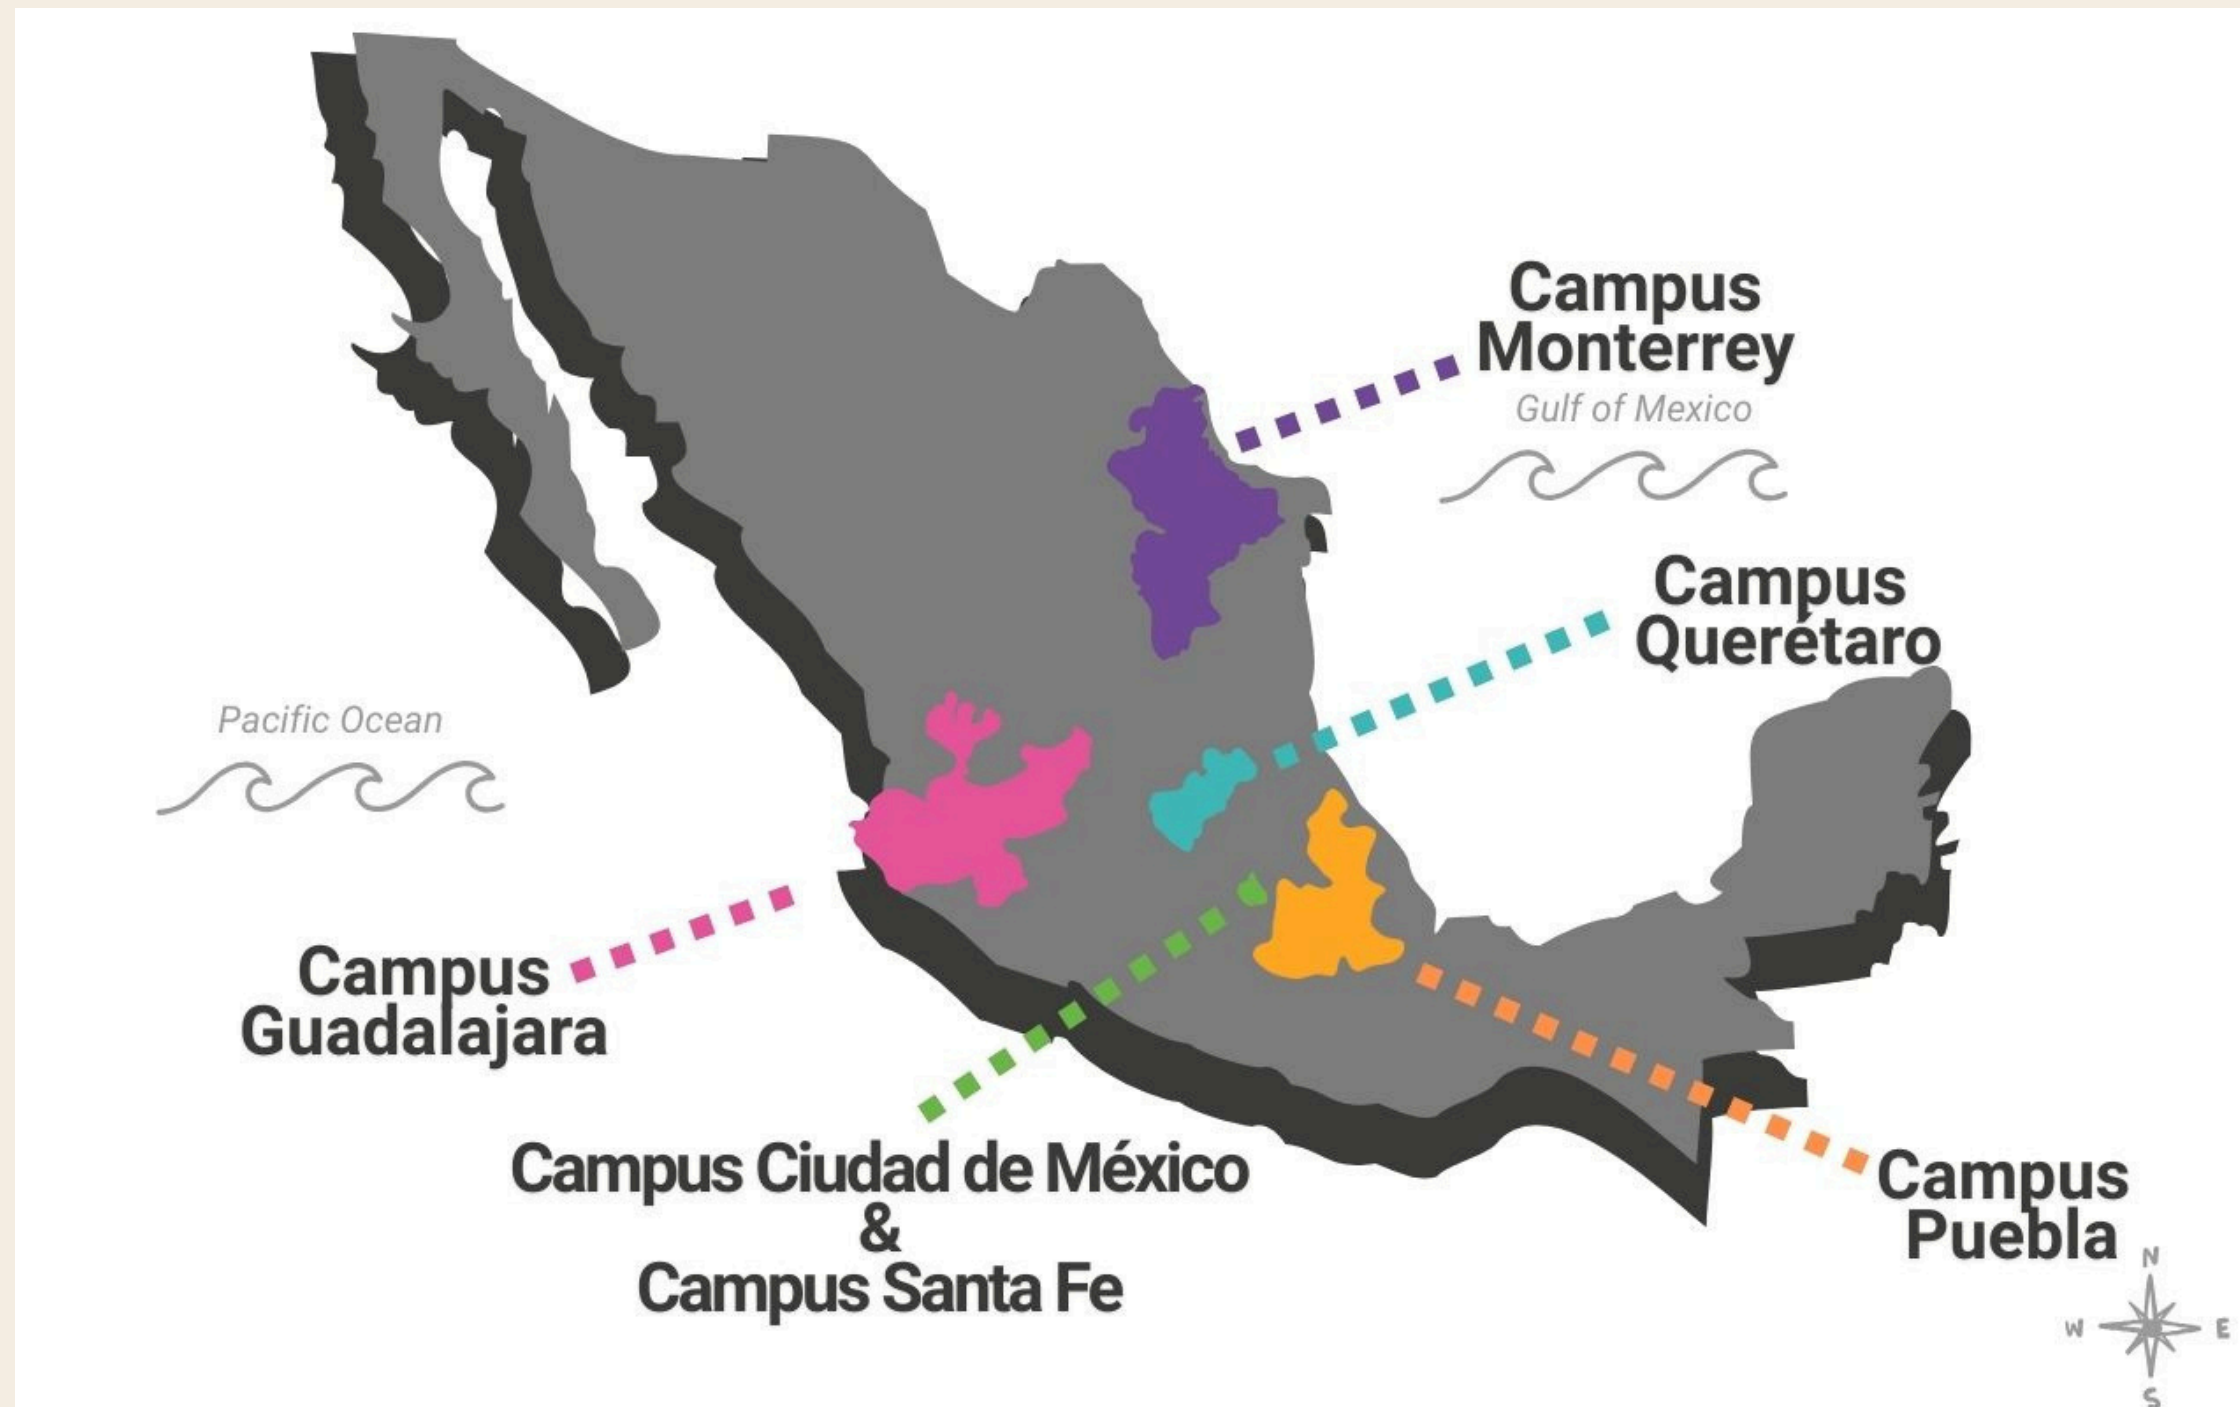 Campus
Monterrey
Gulf of Mexico
Campus
Querétaro
Pacific Ocean
Campus
Guadalajara
Campus Ciudad de México
&
Campus Santa Fe
Campus
Puebla
N
W E
S